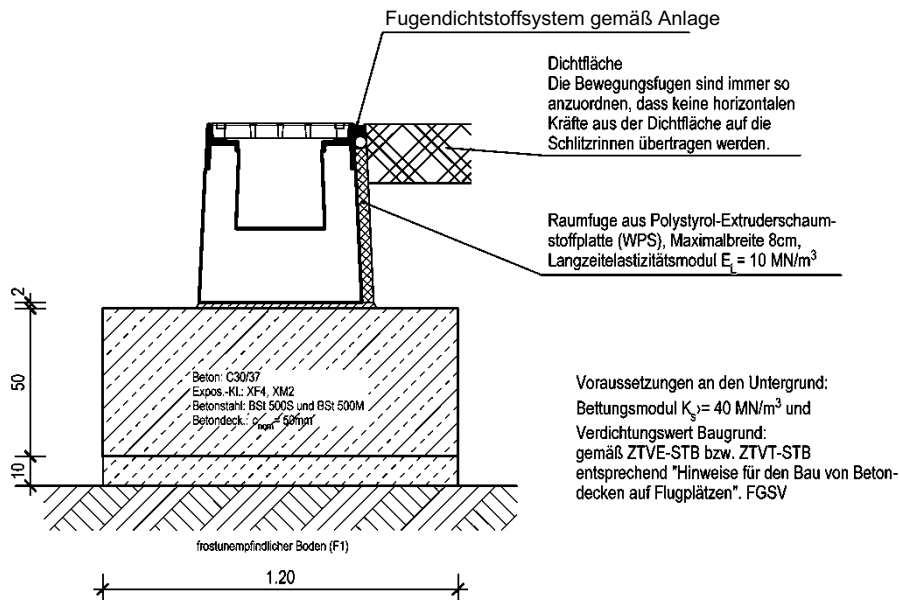 Fugendichtstoffsystem gemäß Anlage
Dichtfläche
Die Bewegungsfugen sind immer so
anzuordnen, dass keine horizontalen
Kräfte aus der Dichtfläche auf die
Schlitzrinnen übertragen werden.
Raumfuge aus Polystyrol-Extruderschaum-
stoffplatte (WPS), Maximalbreite 8cm,
Langzeitelastizitätsmodul E_L = 10 MN/m³
2
50
10
Beton: C30/37
Expos.-Kl.: XF4, XM2
Betonstahl: BSt 500S und BSt 500M
Betondeck.: c_nom = 50mm
Voraussetzungen an den Untergrund:
Bettungsmodul K_s >= 40 MN/m³ und
Verdichtungswert Baugrund:
gemäß ZTVE-STB bzw. ZTVT-STB
entsprechend "Hinweise für den Bau von Beton-
decken auf Flugplätzen". FGSV
frostunempfindlicher Boden (F1)
1.20